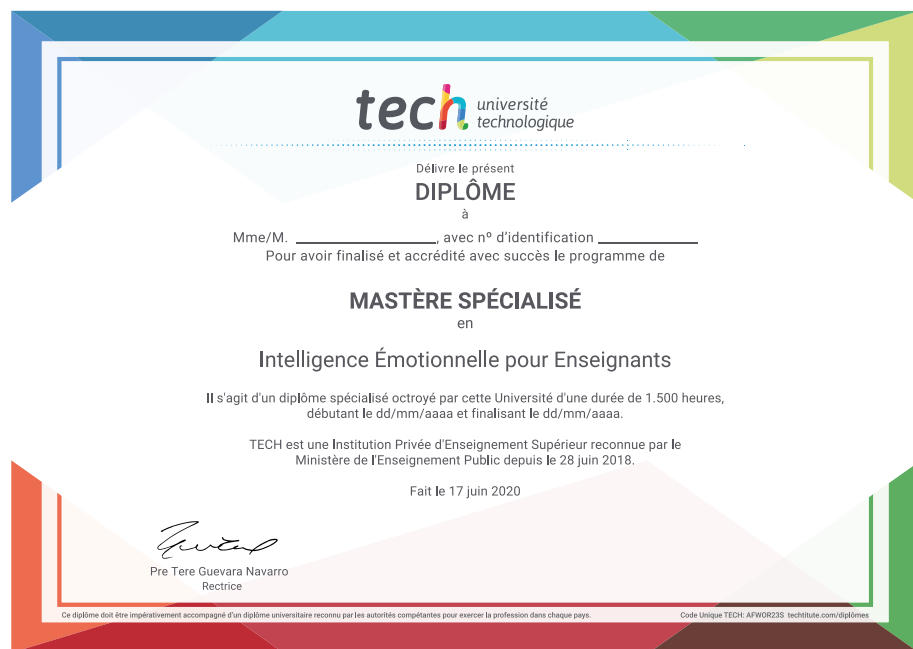 tech université
technologique
Délivre le présent
DIPLÔME
à
Mme/M. ____________, avec nº d'identification ____________
Pour avoir finalisé et accrédité avec succès le programme de
MASTÈRE SPÉCIALISÉ
en
Intelligence Émotionnelle pour Enseignants
Il s'agit d'un diplôme spécialisé octroyé par cette Université d'une durée de 1.500 heures,
débutant le dd/mm/aaaa et finalisant le dd/mm/aaaa.
TECH est une Institution Privée d'Enseignement Supérieur reconnue par le
Ministère de l'Enseignement Public depuis le 28 juin 2018.
Fait le 17 juin 2020
Pre Tere Guevara Navarro
Rectrice
Ce diplôme doit être impérativement accompagné d'un diplôme universitaire reconnu par les autorités compétentes pour exercer la profession dans chaque pays.
Code Unique TECH: AFWOR23S techtitute.com/diplômes